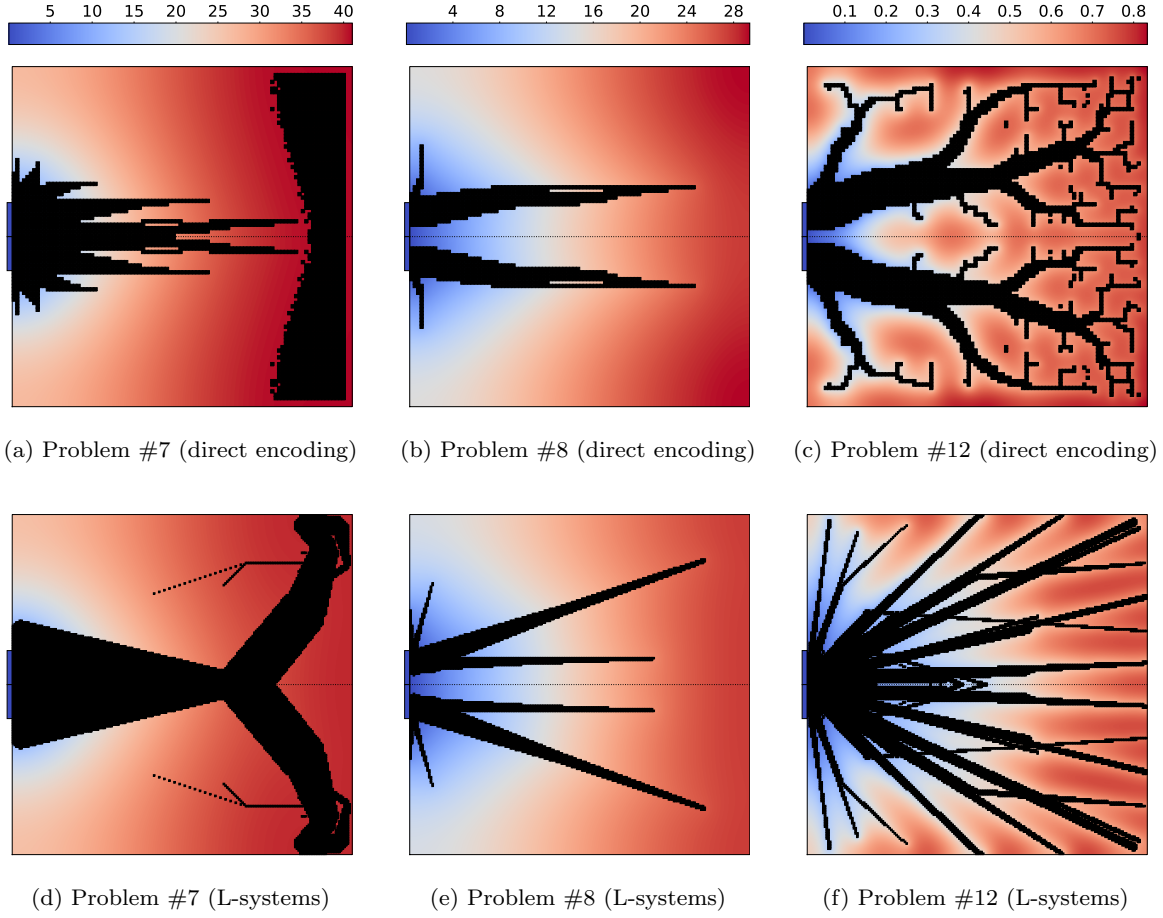 5 10 15 20 25 30 35 40
4 8 12 16 20 24 28
0.1 0.2 0.3 0.4 0.5 0.6 0.7 0.8
(a) Problem #7 (direct encoding)
(b) Problem #8 (direct encoding)
(c) Problem #12 (direct encoding)
(d) Problem #7 (L-systems)
(e) Problem #8 (L-systems)
(f) Problem #12 (L-systems)